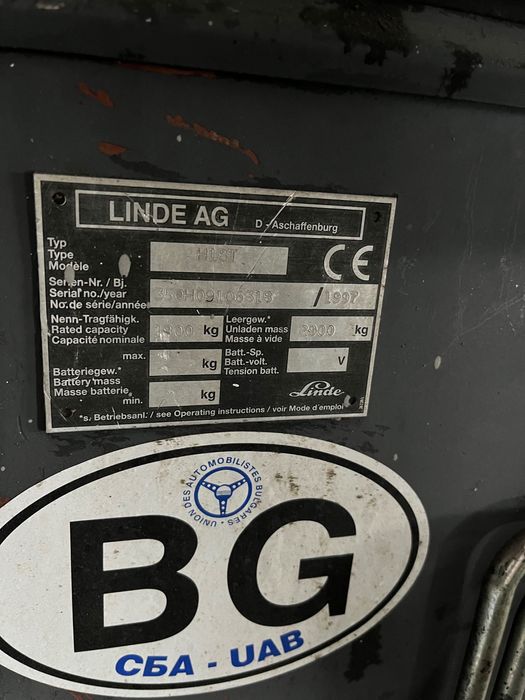 LINDE AG D - Aschaffenburg
Typ
Type
Modèle
CE
Serien-Nr. / Bj.
Serial no./year
No.de série/année
/ 1997
Nenn-Tragfähigk.
Rated capacity
Capacité nominale
kg
Leergew.*
Unladen mass
Masse à vide
kg
max.
kg
Batt.-Sp.
Batt.-volt.
Tension batt.
V
Batteriegew.*
Battery mass
Masse batterie
min.
kg
Linde
*s. Betriebsanl. / see Operating instructions / voir Mode d'emploi
UNION DES AUTOMOBILISTES BULGARES
BG
СБА - UAB